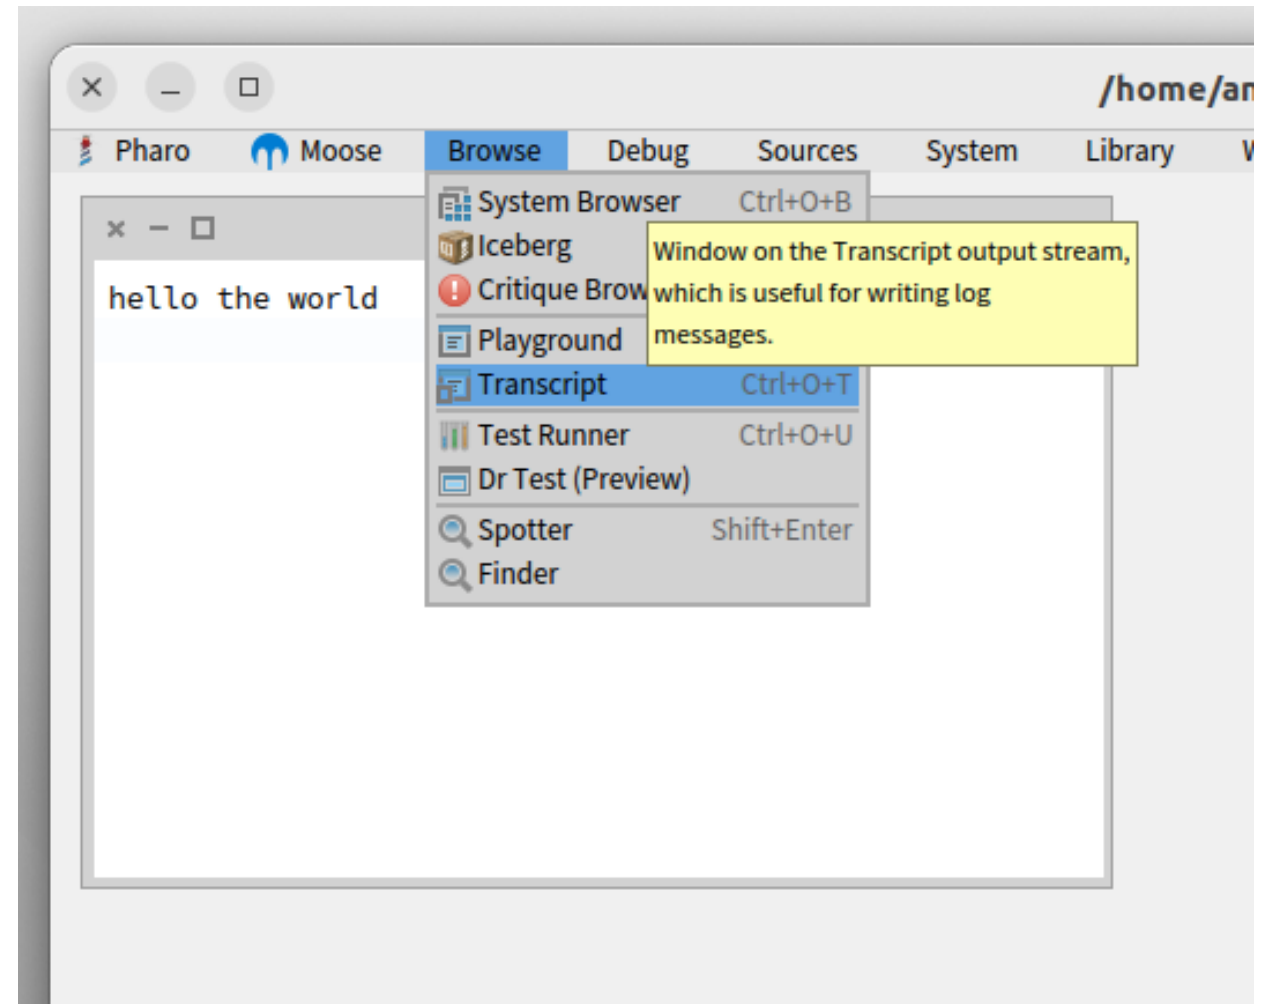 /home/ar
Pharo Moose Browse Debug Sources System Library
System Browser Ctrl+O+B
Iceberg
Critique Brow
Playground
Transcript Ctrl+O+T
Test Runner Ctrl+O+U
Dr Test (Preview)
Spotter Shift+Enter
Finder
Window on the Transcript output stream,
which is useful for writing log
messages.
hello the world